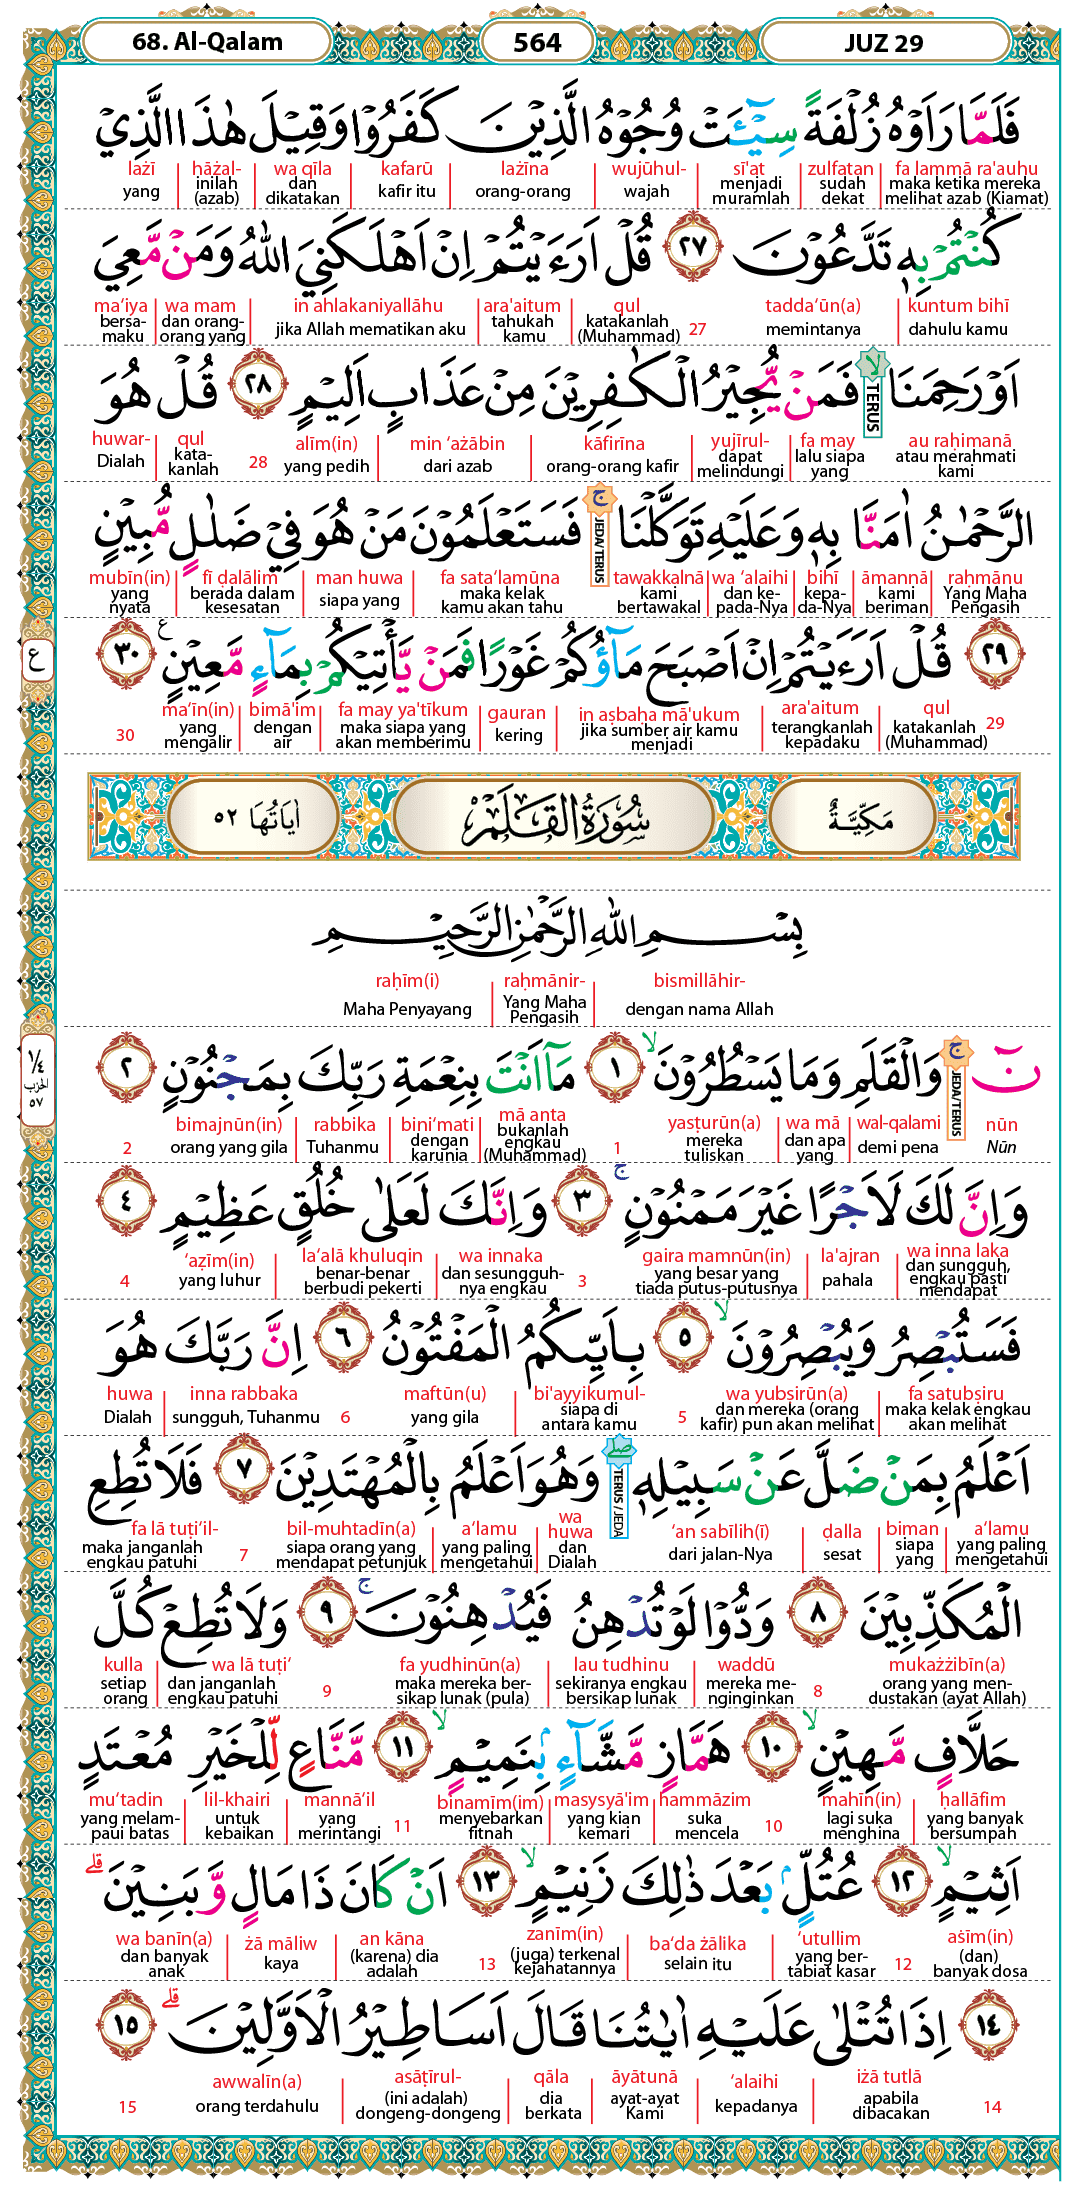 68. Al-Qalam 564 JUZ 29
فَلَمَّا رَاَوْهُ زُلْفَةً سِيْۤـَٔتْ وُجُوْهُ الَّذِيْنَ كَفَرُوْا وَقِيْلَ هٰذَا الَّذِيْ
fa lammā ra'auhu zulfatan sī'at wujūhul- lażīna kafarū wa qīla hāżal- lażī
maka ketika mereka melihat azab (Kiamat) sudah dekat menjadi muramlah wajah orang-orang kafir itu dan dikatakan inilah (azab) yang
كُنْتُمْ بِهٖ تَدَّعُوْنَ ٢٧ قُلْ اَرَءَيْتُمْ اِنْ اَهْلَكَنِيَ اللّٰهُ وَمَنْ مَّعِيَ
kuntum bihī tadda‘ūn(a) qul ara'aitum in ahlakaniyallāhu wa mam ma‘iya
dahulu kamu memintanya 27 katakanlah (Muhammad) tahukah kamu jika Allah mematikan aku dan orang-orang yang bersa-maku
اَوْ رَحِمَنَا ۙ TERUS فَمَنْ يُّجِيْرُ الْكٰفِرِيْنَ مِنْ عَذَابٍ اَلِيْمٍ ٢٨ قُلْ هُوَ
au raḥimanā fa may yujīrul- kāfirīna min ‘ażābin alīm(in) qul huwar-
atau merahmati kami lalu siapa yang dapat melindungi orang-orang kafir dari azab yang pedih 28 kata-kanlah Dialah
الرَّحْمٰنُ اٰمَنَّا بِهٖ وَعَلَيْهِ تَوَكَّلْنَا ۚ JEDA/TERUS فَسَتَعْلَمُوْنَ مَنْ هُوَ فِيْ ضَلٰلٍ مُّبِيْنٍ
raḥmānu āmannā bihī wa ‘alaihi tawakkalnā fa sata‘lamūna man huwa fī dalālim mubīn(in)
Yang Maha Pengasih kami beriman kepa-da-Nya dan ke-pada-Nya kami bertawakal maka kelak kamu akan tahu siapa yang berada dalam kesesatan yang nyata
٢٩ قُلْ اَرَءَيْتُمْ اِنْ اَصْبَحَ مَاۤؤُكُمْ غَوْرًا فَمَنْ يَّأْتِيْكُمْ بِمَاۤءٍ مَّعِيْنٍ ࣖ ٣٠
ع
29 qul ara'aitum in aṣbaḥa mā'ukum gauran fa may ya'tīkum bimā'im ma‘īn(in)
katakanlah (Muhammad) terangkanlah kepadaku jika sumber air kamu menjadi kering maka siapa yang akan memberimu dengan air yang mengalir 30
مَكِّيَّةٌ سُوْرَةُ الْقَلَمِ اٰيَاتُهَا ٥٢
بِسْمِ اللّٰهِ الرَّحْمٰنِ الرَّحِيْمِ
bismillāhir- raḥmānir- raḥīm(i)
dengan nama Allah Yang Maha Pengasih Maha Penyayang
نۤ ۚ JEDA/TERUS وَالْقَلَمِ وَمَا يَسْطُرُوْنَ ۙ ١ مَآ اَنْتَ بِنِعْمَةِ رَبِّكَ بِمَجْنُوْنٍ ٢
١/٤ الحزب ٥٧
nūn wal-qalami wa mā yasṭurūn(a) mā anta bini‘mati rabbika bimajnūn(in)
Nūn demi pena dan apa yang mereka tuliskan 1 bukanlah engkau (Muhammad) dengan karunia Tuhanmu orang yang gila 2
وَاِنَّ لَكَ لَاَجْرًا غَيْرَ مَمْنُوْنٍ ۚ ٣ وَاِنَّكَ لَعَلٰى خُلُقٍ عَظِيْمٍ ٤
wa inna laka la'ajran gaira mamnūn(in) wa innaka la‘alā khuluqin ‘aẓīm(in)
dan sungguh, engkau pasti mendapat pahala yang besar yang tiada putus-putusnya 3 dan sesungguh-nya engkau benar-benar berbudi pekerti yang luhur 4
فَسَتُبْصِرُ وَيُبْصِرُوْنَ ۙ ٥ بِاَيِّىكُمُ الْمَفْتُوْنُ ٦ اِنَّ رَبَّكَ هُوَ
fa satubṣiru wa yubṣirūn(a) bi'ayyikumul- maftūn(u) inna rabbaka huwa
maka kelak engkau akan melihat dan mereka (orang kafir) pun akan melihat 5 siapa di antara kamu yang gila 6 sungguh, Tuhanmu Dialah
اَعْلَمُ بِمَنْ ضَلَّ عَنْ سَبِيْلِهٖ ۖ TERUS / JEDA وَهُوَ اَعْلَمُ بِالْمُهْتَدِيْنَ ٧ فَلَا تُطِعِ
a‘lamu biman ḍalla ‘an sabīlih(ī) wa huwa a‘lamu bil-muhtadīn(a) fa lā tuṭi‘il-
yang paling mengetahui siapa yang sesat dari jalan-Nya dan Dialah yang paling mengetahui siapa orang yang mendapat petunjuk 7 maka janganlah engkau patuhi
الْمُكَذِّبِيْنَ ٨ وَدُّوْا لَوْ تُدْهِنُ فَيُدْهِنُوْنَ ۚ ٩ وَلَا تُطِعْ كُلَّ
mukażżibīn(a) waddū lau tudhinu fa yudhinūn(a) wa lā tuṭi‘ kulla
orang yang men-dustakan (ayat Allah) 8 mereka me-nginginkan sekiranya engkau bersikap lunak maka mereka ber-sikap lunak (pula) 9 dan janganlah engkau patuhi setiap orang
حَلَّافٍ مَّهِيْنٍ ۙ ١٠ هَمَّازٍ مَّشَّاۤءٍۢ بِنَمِيْمٍ ۙ ١١ مَّنَّاعٍ لِّلْخَيْرِ مُعْتَدٍ
ḥallāfim mahīn(in) hammāzim masysyā'im binamīm(im) mannā‘il lil-khairi mu‘tadin
yang banyak bersumpah lagi suka menghina 10 suka mencela yang kian kemari menyebarkan fitnah 11 yang merintangi untuk kebaikan yang melam-paui batas
اَثِيْمٍ ۙ ١٢ عُتُلٍّۢ بَعْدَ ذٰلِكَ زَنِيْمٍ ۙ ١٣ اَنْ كَانَ ذَا مَالٍ وَّبَنِيْنَ ۗ
aṡīm(in) ‘utullim ba‘da żālika zanīm(in) an kāna żā māliw wa banīn(a)
(dan) banyak dosa 12 yang ber-tabiat kasar selain itu (juga) terkenal kejahatannya 13 (karena) dia adalah kaya dan banyak anak
١٤ اِذَا تُتْلٰى عَلَيْهِ اٰيٰتُنَا قَالَ اَسَاطِيْرُ الْاَوَّلِيْنَ ۗ ١٥
iżā tutlā ‘alaihi āyātunā qāla asāṭīrul- awwalīn(a)
14 apabila dibacakan kepadanya ayat-ayat Kami dia berkata (ini adalah) dongeng-dongeng orang terdahulu 15